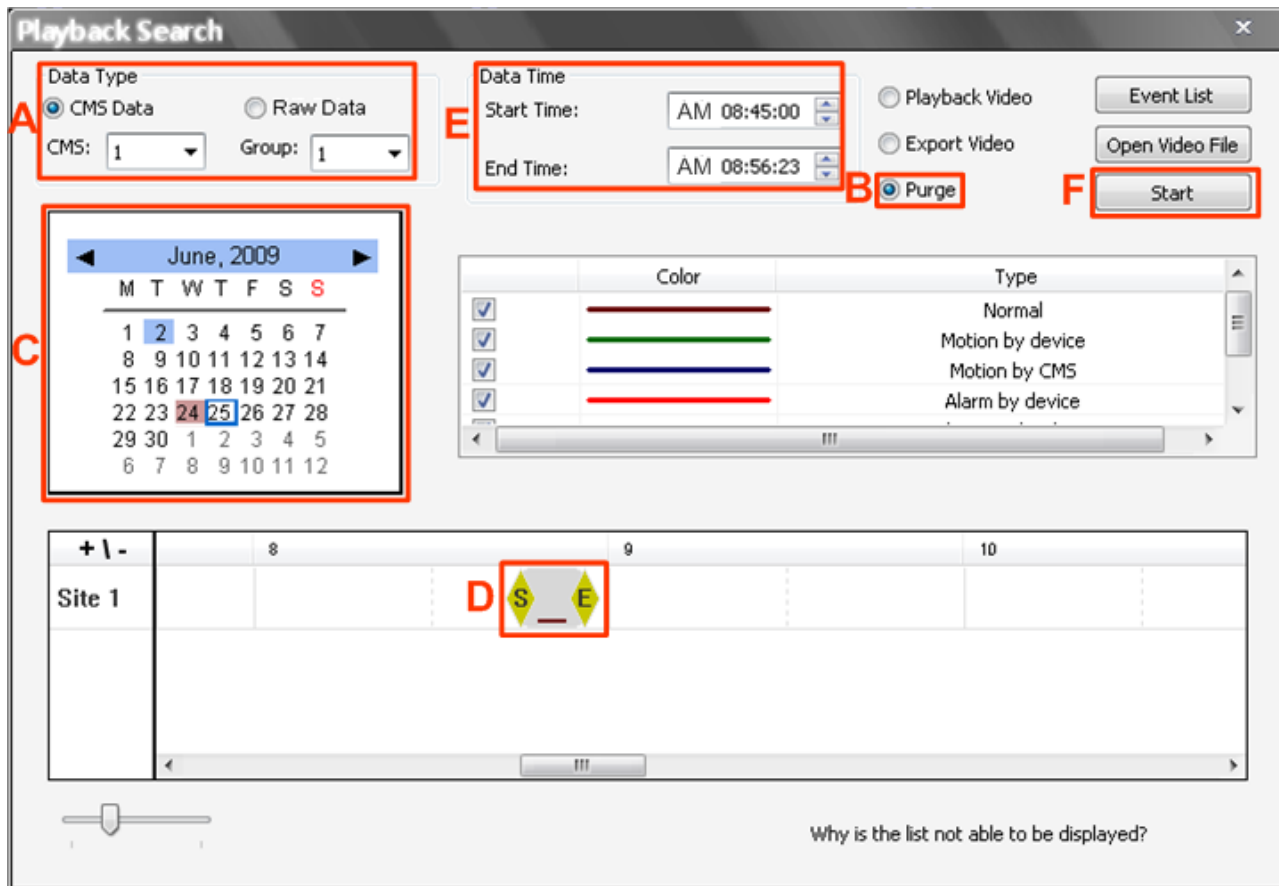 Playback Search
Data Type
A
CMS Data Raw Data
CMS: 1 Group: 1
Data Time
E
Start Time: AM 08:45:00
End Time: AM 08:56:23
Playback Video
Export Video
B Purge
Event List
Open Video File
F Start
C
June, 2009
M T W T F S S
1 2 3 4 5 6 7
8 9 10 11 12 13 14
15 16 17 18 19 20 21
22 23 24 25 26 27 28
29 30 1 2 3 4 5
6 7 8 9 10 11 12
Color Type
Normal
Motion by device
Motion by CMS
Alarm by device
+ \ - 8 9 10
Site 1 D S E
Why is the list not able to be displayed?